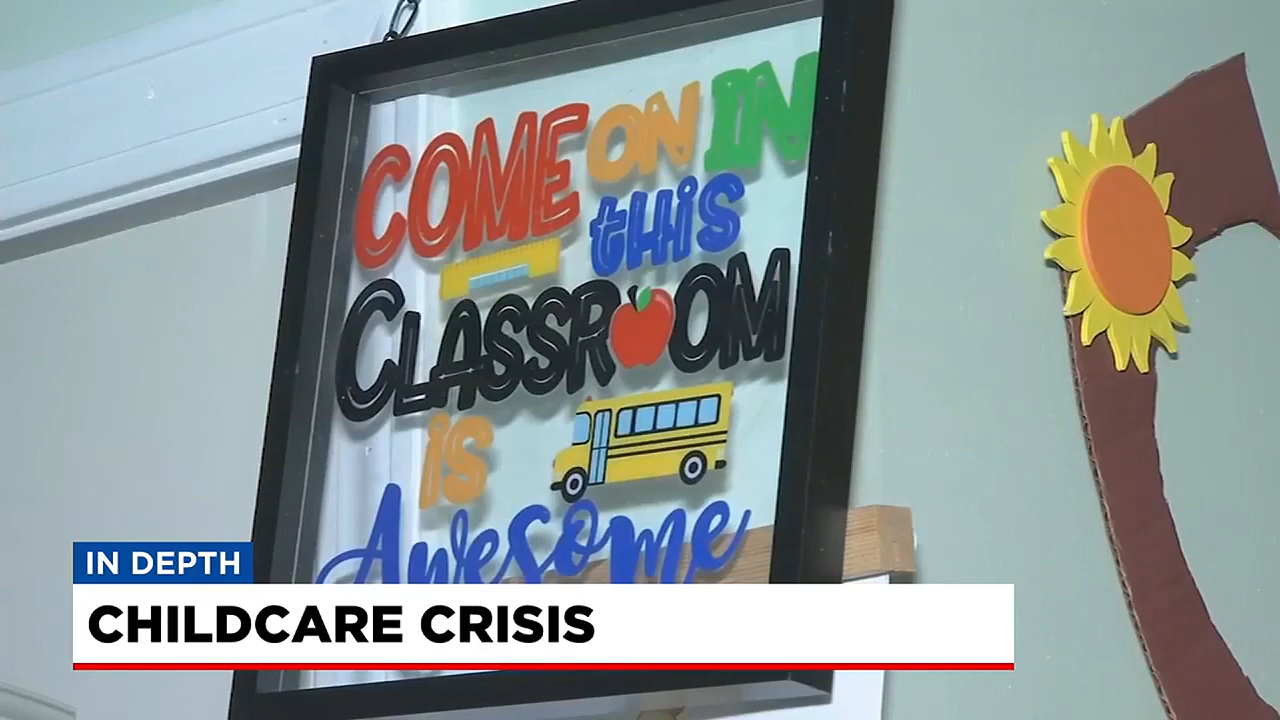 COME ON IN
tHiS
CLASSROOM
iS
Awesome
IN DEPTH
CHILDCARE CRISIS